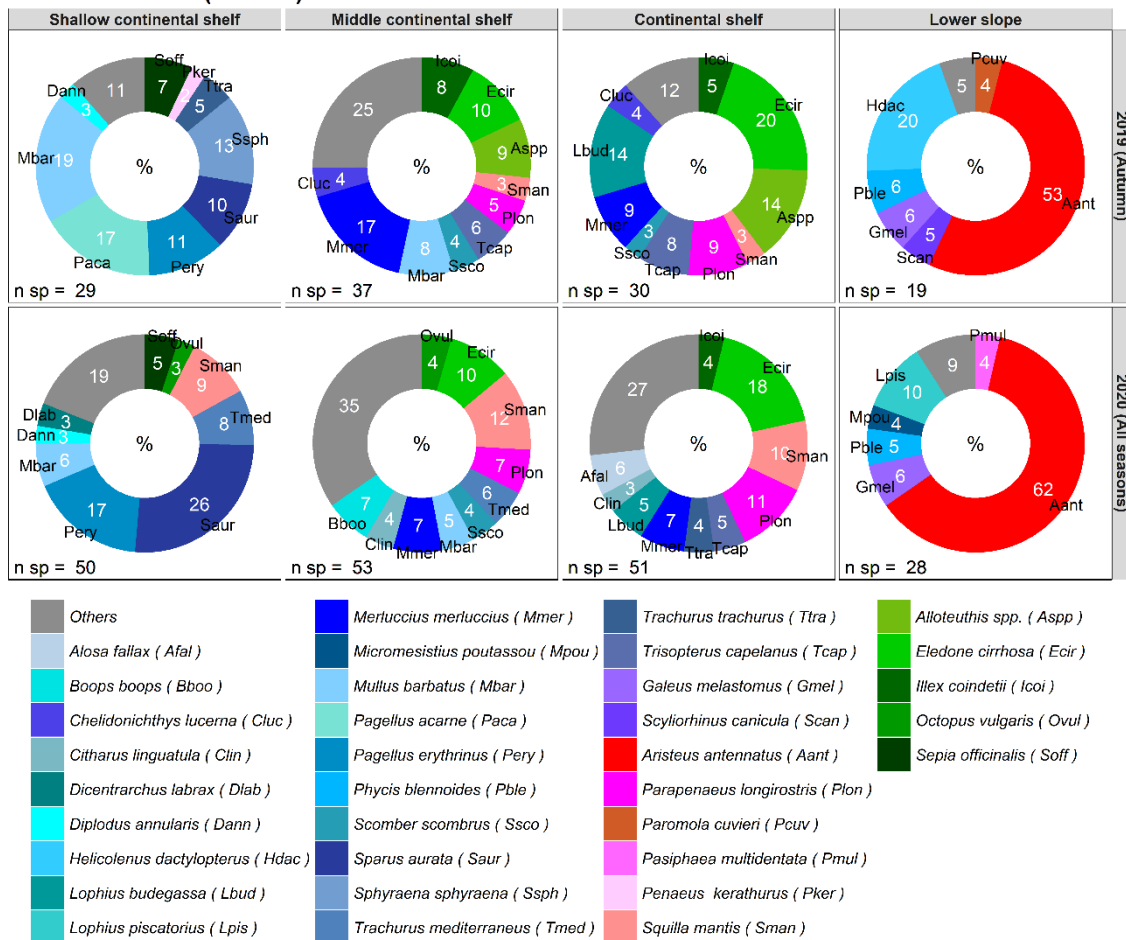 Shallow continental shelf
Middle continental shelf
Continental shelf
Lower slope
2019 (Autumn)
Soff 7
Pker 2
Ttra 5
Ssph 13
Saur 10
Pery 11
Paca 17
Mbar 19
Dann 3
11
%
n sp = 29
Icoi 8
Ecir 10
Aspp 9
Sman 3
Plon 5
Tcap 6
Ssco 4
Mbar 8
Mmer 17
Cluc 4
25
%
n sp = 37
Icoi 5
Ecir 20
Aspp 14
Sman 3
Plon 9
Tcap 8
Ssco 3
Mmer 9
Lbud 14
Cluc 4
12
%
n sp = 30
Pcuv 4
Aant 53
Scan 5
Gmel 6
Pble 6
Hdac 20
5
%
n sp = 19
2020 (All seasons)
Soff 5
Ovul 3
Sman 9
Tmed 8
Saur 26
Pery 17
Mbar 6
Dann 3
Dlab 3
19
%
n sp = 50
Ovul 4
Ecir 10
Sman 12
Plon 7
Tmed 6
Ssco 4
Mbar 5
Mmer 7
Clin 4
Bboo 7
35
%
n sp = 53
Icoi 4
Ecir 18
Sman 10
Plon 11
Tcap 5
Ttra 4
Mmer 7
Lbud 5
Clin 3
Afal 6
27
%
n sp = 51
Pmul 4
Aant 62
Gmel 6
Pble 5
Mpou 4
Lpis 10
9
%
n sp = 28
Others
Alosa fallax ( Afal )
Boops boops ( Bboo )
Chelidonichthys lucerna ( Cluc )
Citharus linguatula ( Clin )
Dicentrarchus labrax ( Dlab )
Diplodus annularis ( Dann )
Helicolenus dactylopterus ( Hdac )
Lophius budegassa ( Lbud )
Lophius piscatorius ( Lpis )
Merluccius merluccius ( Mmer )
Micromesistius poutassou ( Mpou )
Mullus barbatus ( Mbar )
Pagellus acarne ( Paca )
Pagellus erythrinus ( Pery )
Phycis blennoides ( Pble )
Scomber scombrus ( Ssco )
Sparus aurata ( Saur )
Sphyraena sphyraena ( Ssph )
Trachurus mediterraneus ( Tmed )
Trachurus trachurus ( Ttra )
Trisopterus capelanus ( Tcap )
Galeus melastomus ( Gmel )
Scyliorhinus canicula ( Scan )
Aristeus antennatus ( Aant )
Parapenaeus longirostris ( Plon )
Paromola cuvieri ( Pcuv )
Pasiphaea multidentata ( Pmul )
Penaeus kerathurus ( Pker )
Squilla mantis ( Sman )
Alloteuthis spp. ( Aspp )
Eledone cirrhosa ( Ecir )
Illex coindetii ( Icoi )
Octopus vulgaris ( Ovul )
Sepia officinalis ( Soff )